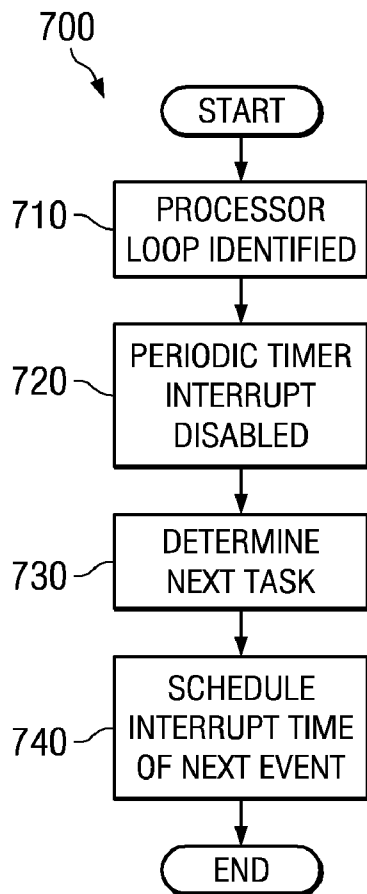 700
START
710
PROCESSOR
LOOP IDENTIFIED
720
PERIODIC TIMER
INTERRUPT
DISABLED
730
DETERMINE
NEXT TASK
740
SCHEDULE
INTERRUPT TIME
OF NEXT EVENT
END